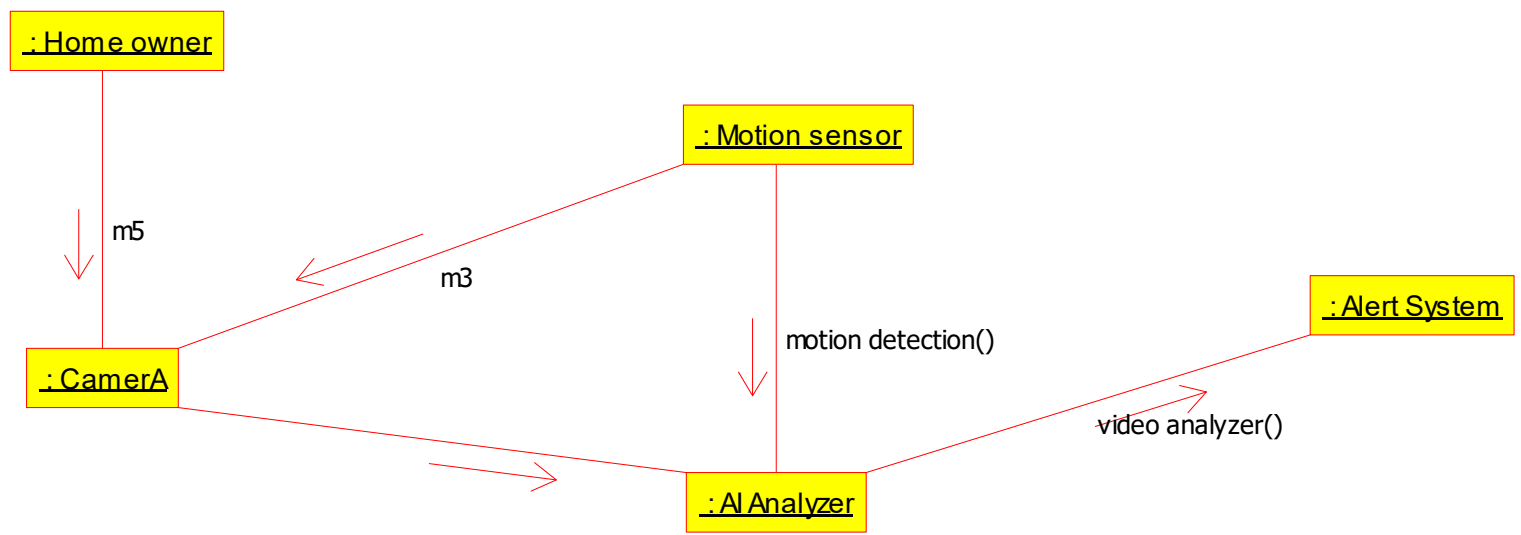 : Home owner
: Motion sensor
m5
m3
: Alert System
motion detection()
: CamerA
video analyzer()
: AI Analyzer